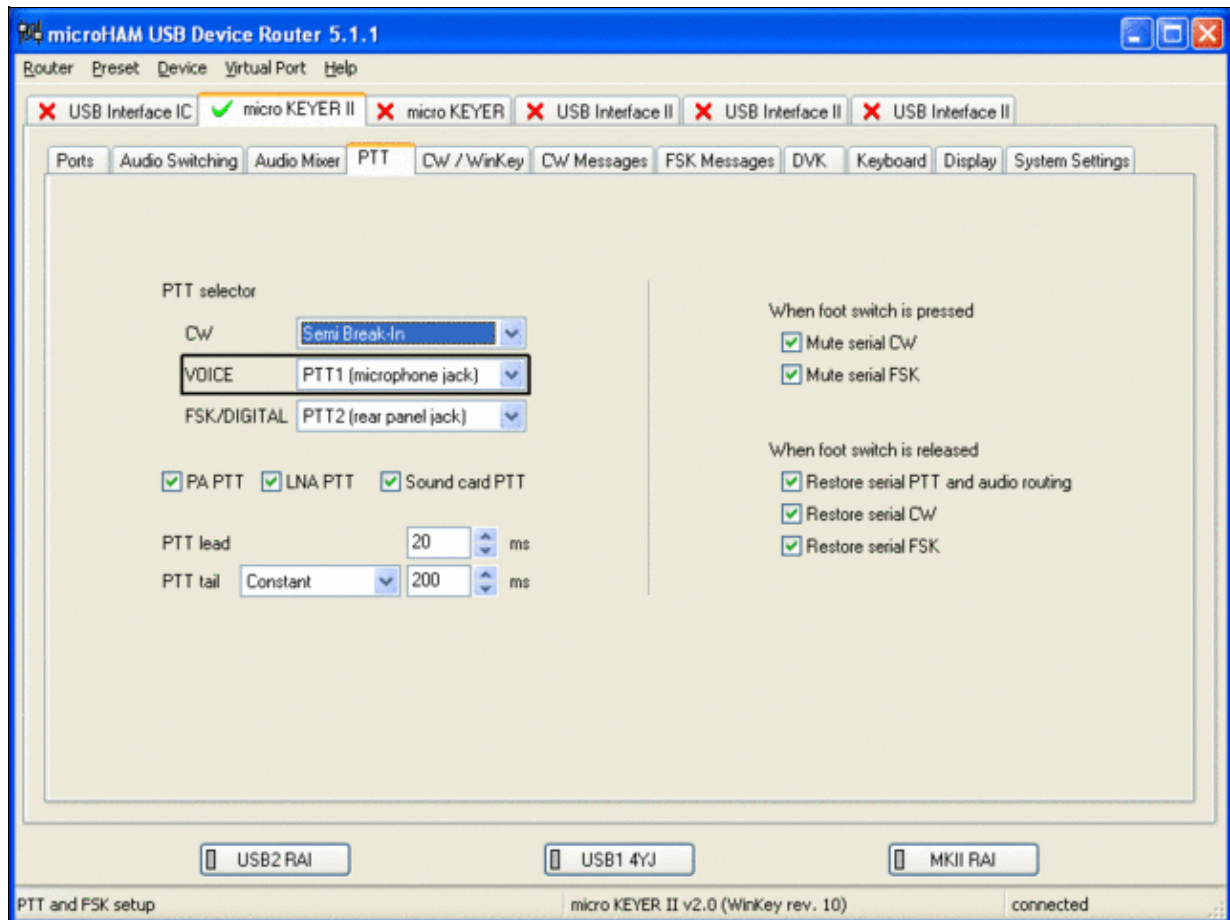 microHAM USB Device Router 5.1.1
Router Preset Device Virtual Port Help
USB Interface IC micro KEYER II micro KEYER USB Interface II USB Interface II USB Interface II
Ports Audio Switching Audio Mixer PTT CW / WinKey CW Messages FSK Messages DVK Keyboard Display System Settings
PTT selector
CW Semi Break-In
VOICE PTT1 (microphone jack)
FSK/DIGITAL PTT2 (rear panel jack)
PA PTT LNA PTT Sound card PTT
PTT lead 20 ms
PTT tail Constant 200 ms
When foot switch is pressed
Mute serial CW
Mute serial FSK
When foot switch is released
Restore serial PTT and audio routing
Restore serial CW
Restore serial FSK
USB2 RAI USB1 4YJ MKII RAI
PTT and FSK setup micro KEYER II v2.0 (WinKey rev. 10) connected